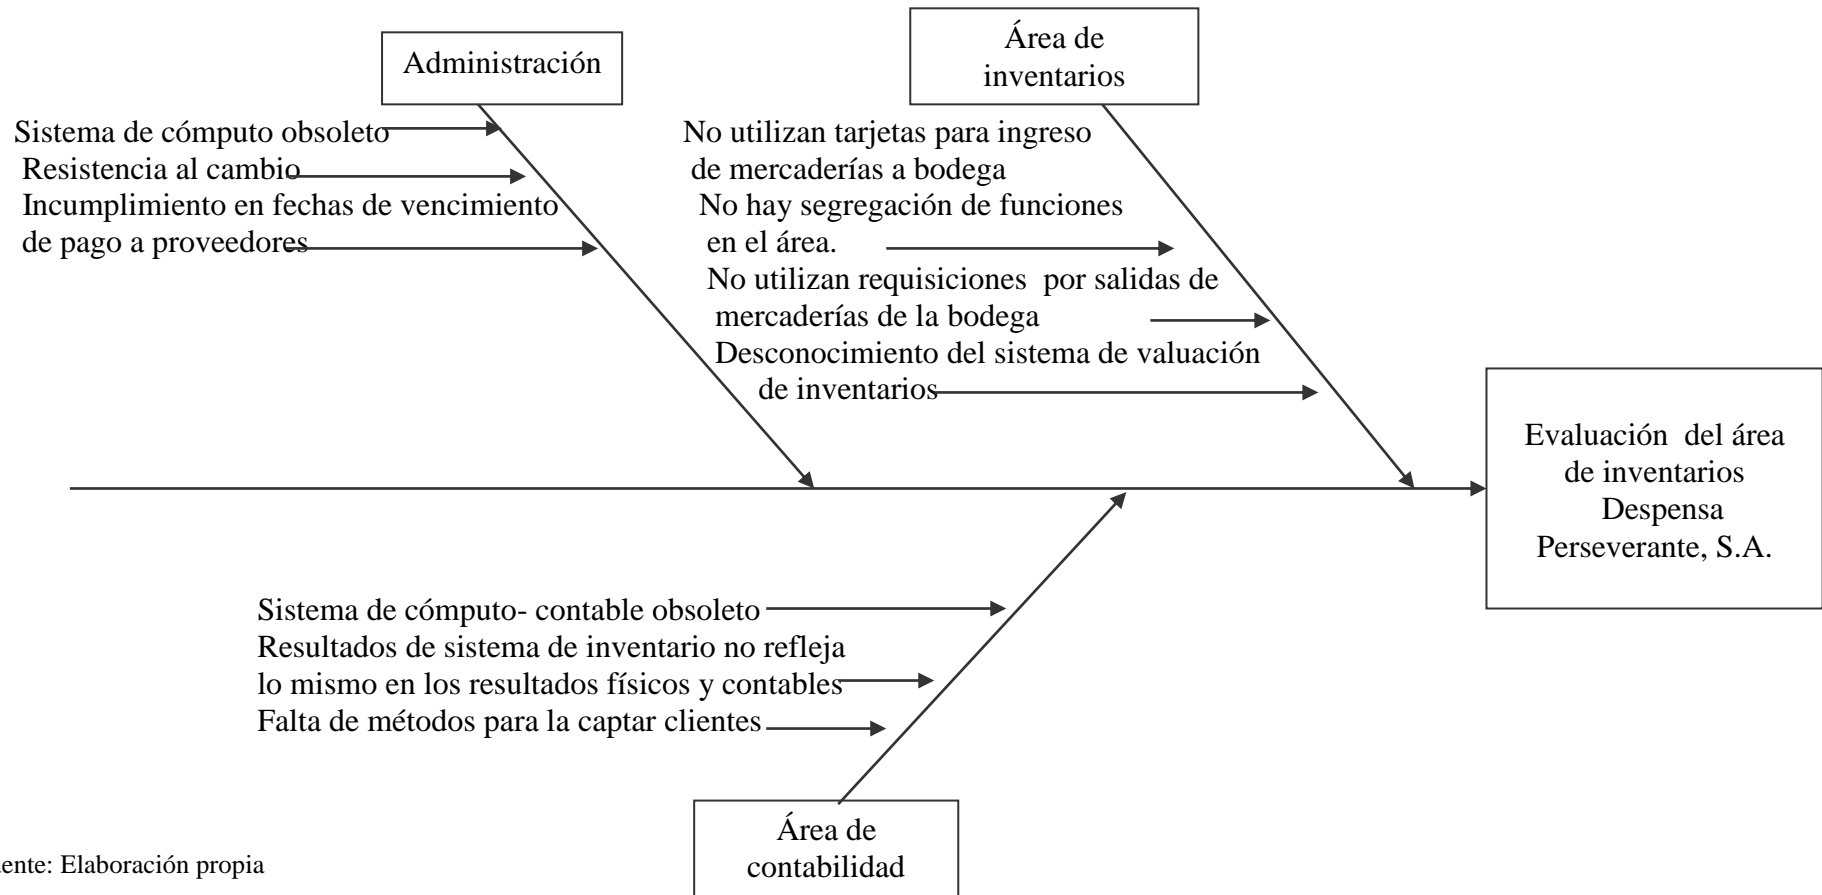 Administración
Área de
inventarios
Sistema de cómputo obsoleto
Resistencia al cambio
Incumplimiento en fechas de vencimiento
de pago a proveedores
No utilizan tarjetas para ingreso
de mercaderías a bodega
No hay segregación de funciones
en el área.
No utilizan requisiciones por salidas de
mercaderías de la bodega
Desconocimiento del sistema de valuación
de inventarios
Evaluación del área
de inventarios
Despensa
Perseverante, S.A.
Sistema de cómputo- contable obsoleto
Resultados de sistema de inventario no refleja
lo mismo en los resultados físicos y contables
Falta de métodos para la captar clientes
Área de
contabilidad
ente: Elaboración propia